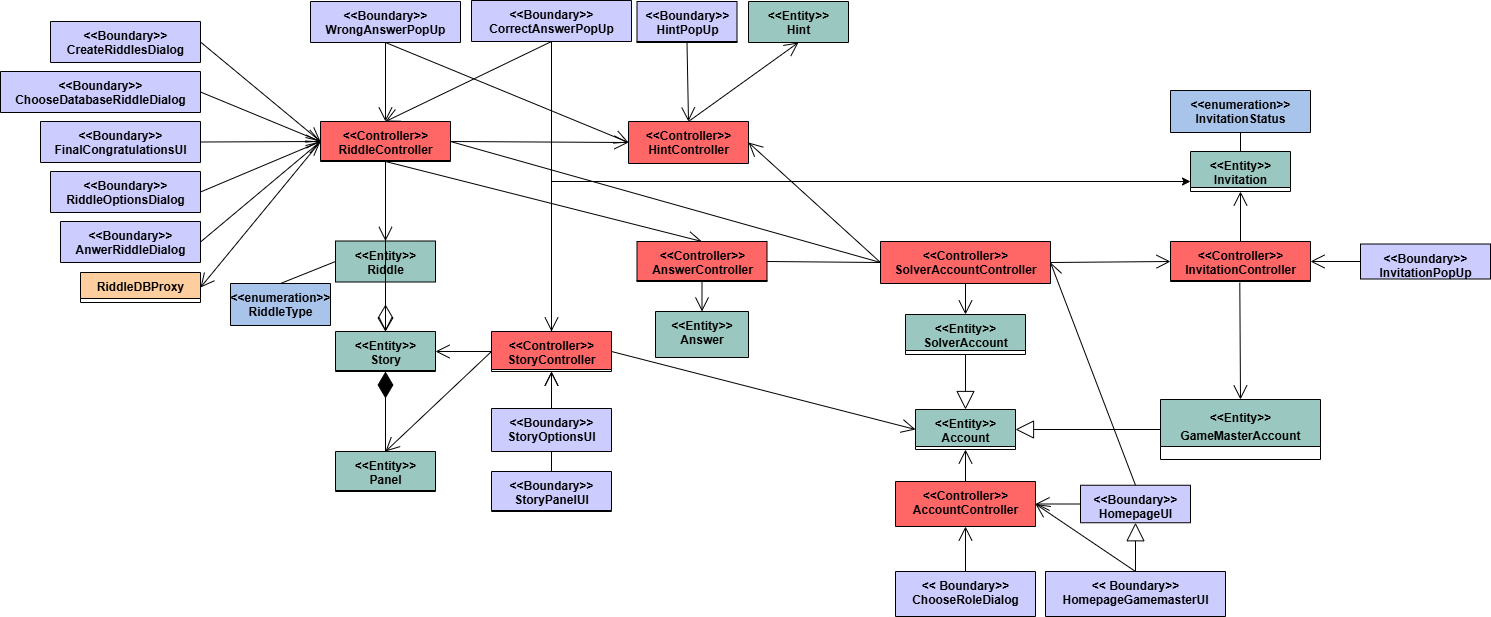 <<Boundary>>
WrongAnswerPopUp
<<Boundary>>
CorrectAnswerPopUp
<<Boundary>>
HintPopUp
<<Entity>>
Hint
<<Boundary>>
CreateRiddlesDialog
<<Boundary>>
ChooseDatabaseRiddleDialog
<<Boundary>>
FinalCongratulationsUI
<<Boundary>>
RiddleOptionsDialog
<<Boundary>>
AnwerRiddleDialog
RiddleDBProxy
<<Controller>>
RiddleController
<<Controller>>
HintController
<<enumeration>>
InvitationStatus
<<Entity>>
Invitation
<<Entity>>
Riddle
<<enumeration>>
RiddleType
<<Controller>>
AnswerController
<<Controller>>
SolverAccountController
<<Controller>>
InvitationController
<<Boundary>>
InvitationPopUp
<<Entity>>
Story
<<Controller>>
StoryController
<<Entity>>
Answer
<<Entity>>
SolverAccount
<<Boundary>>
StoryOptionsUI
<<Entity>>
Account
<<Entity>>
GameMasterAccount
<<Entity>>
Panel
<<Boundary>>
StoryPanelUI
<<Controller>>
AccountController
<<Boundary>>
HomepageUI
<< Boundary>>
ChooseRoleDialog
<< Boundary>>
HomepageGamemasterUI